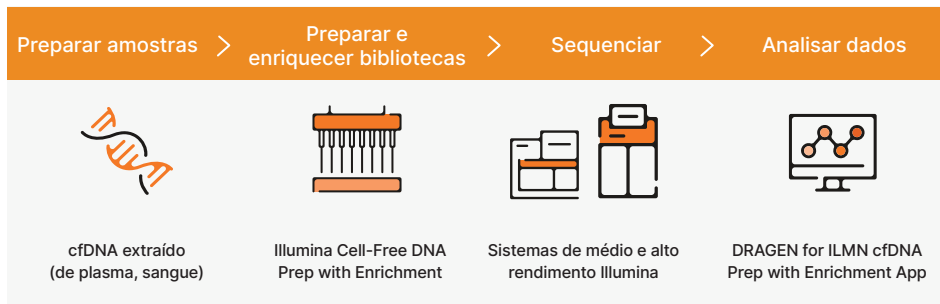 Preparar amostras
Preparar e
enriquecer bibliotecas
Sequenciar
Analisar dados
cfDNA extraído
(de plasma, sangue)
Illumina Cell-Free DNA
Prep with Enrichment
Sistemas de médio e alto
rendimento Illumina
DRAGEN for ILMN cfDNA
Prep with Enrichment App